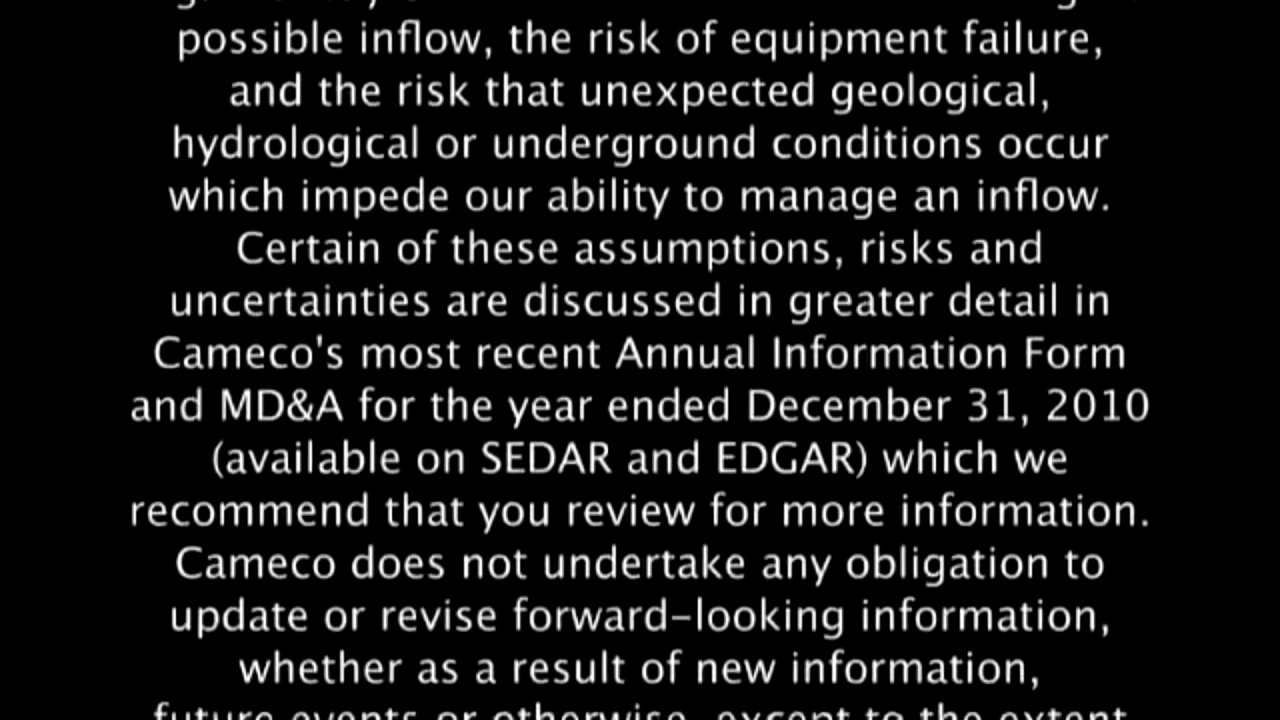 possible inflow, the risk of equipment failure,
and the risk that unexpected geological,
hydrological or underground conditions occur
which impede our ability to manage an inflow.
Certain of these assumptions, risks and
uncertainties are discussed in greater detail in
Cameco's most recent Annual Information Form
and MD&A for the year ended December 31, 2010
(available on SEDAR and EDGAR) which we
recommend that you review for more information.
Cameco does not undertake any obligation to
update or revise forward-looking information,
whether as a result of new information,
future events or otherwise, except to the extent